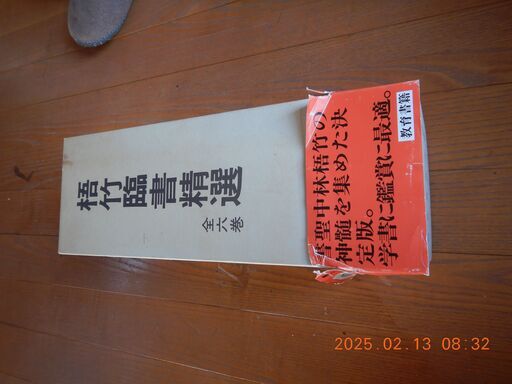 梧竹臨書精選
全六巻
書聖中林梧竹の
神髄を集めた決
定版。
学書に鑑賞に最適。
教育書籍
2025.02.13 08:32